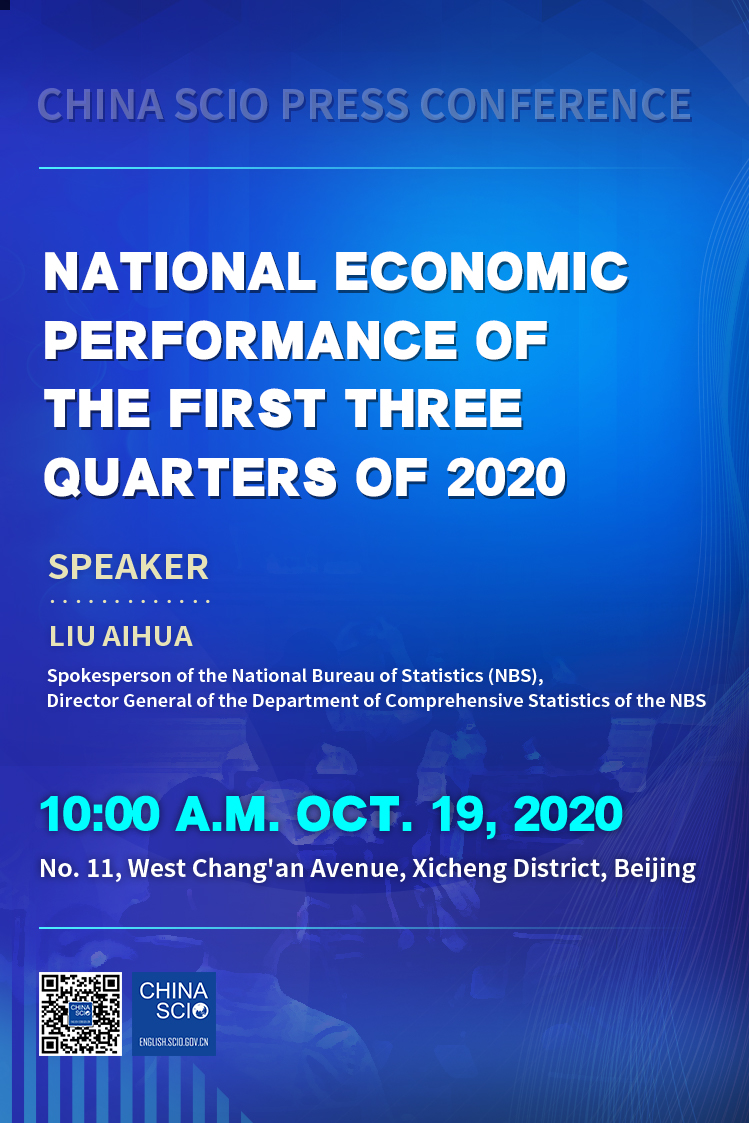 CHINA SCIO PRESS CONFERENCE
NATIONAL ECONOMIC
PERFORMANCE OF
THE FIRST THREE
QUARTERS OF 2020
SPEAKER
LIU AIHUA
Spokesperson of the National Bureau of Statistics (NBS),
Director General of the Department of Comprehensive Statistics of the NBS
10:00 A.M. OCT. 19, 2020
No. 11, West Chang'an Avenue, Xicheng District, Beijing
CHINA
SCIO
CHINA
SCIO
ENGLISH.SCIO.GOV.CN